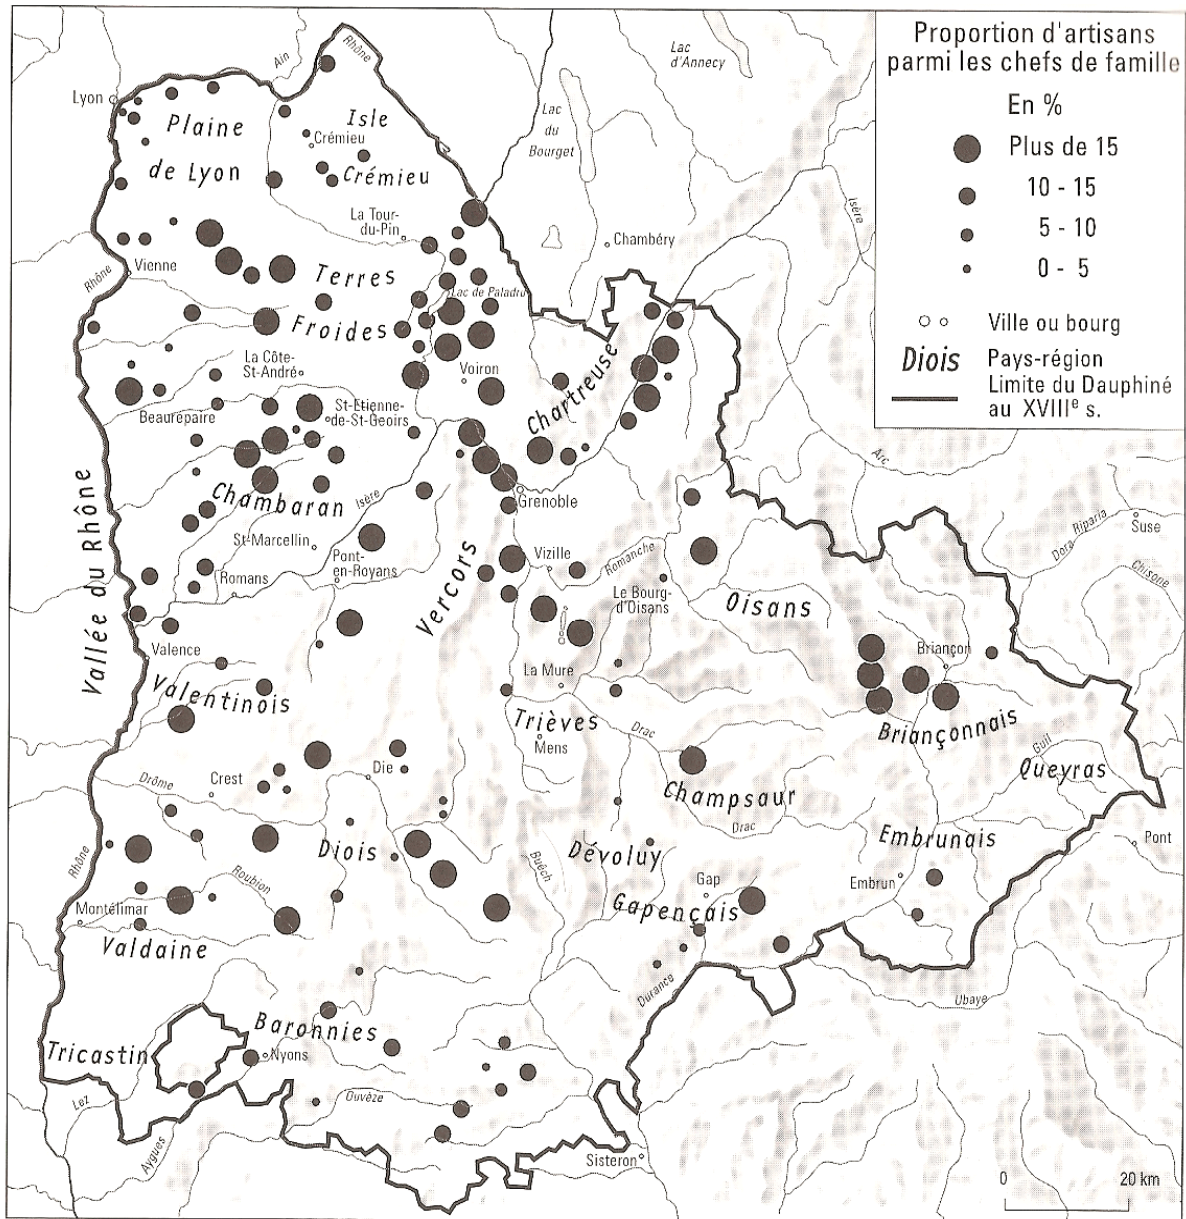 Proportion d'artisans
parmi les chefs de famille
En %
Plus de 15
10 - 15
5 - 10
0 - 5
Ville ou bourg
Diois
Pays-région
Limite du Dauphiné
au XVIIIe s.
Lac
d'Annecy
Rhône
Ain
Lyon
Isle
Crémieu
Lac
du
Bourget
Plaine
de Lyon
Crémieu
La Tour-
du-Pin
Isère
Chambéry
Vienne
Rhône
Terres
Froides
Lac de Paladru
La Côte-
St-André
Voiron
Chartreuse
Beaurepaire
St-Etienne-
de-St-Geoirs
Arc
Vallée du Rhône
Chambaran
Isère
Grenoble
St-Marcellin
Pont-
en-Royans
Vercors
Vizille
Romanche
Le Bourg-
d'Oisans
Oisans
Dora Riparia
Suse
Chisone
Romans
Valence
Valentinois
La Mure
Briançon
Briançonnais
Trièves
Mens
Drac
Guil
Queyras
Drôme
Crest
Die
Champsaur
Drac
Embrunais
Embrun
Pont
Rhône
Diois
Buëch
Dévoluy
Gap
Gapençais
Roubion
Montélimar
Valdaine
Durance
Ubaye
Baronnies
Tricastin
Nyons
Lez
Ouvèze
Aygues
Sisteron
0 20 km